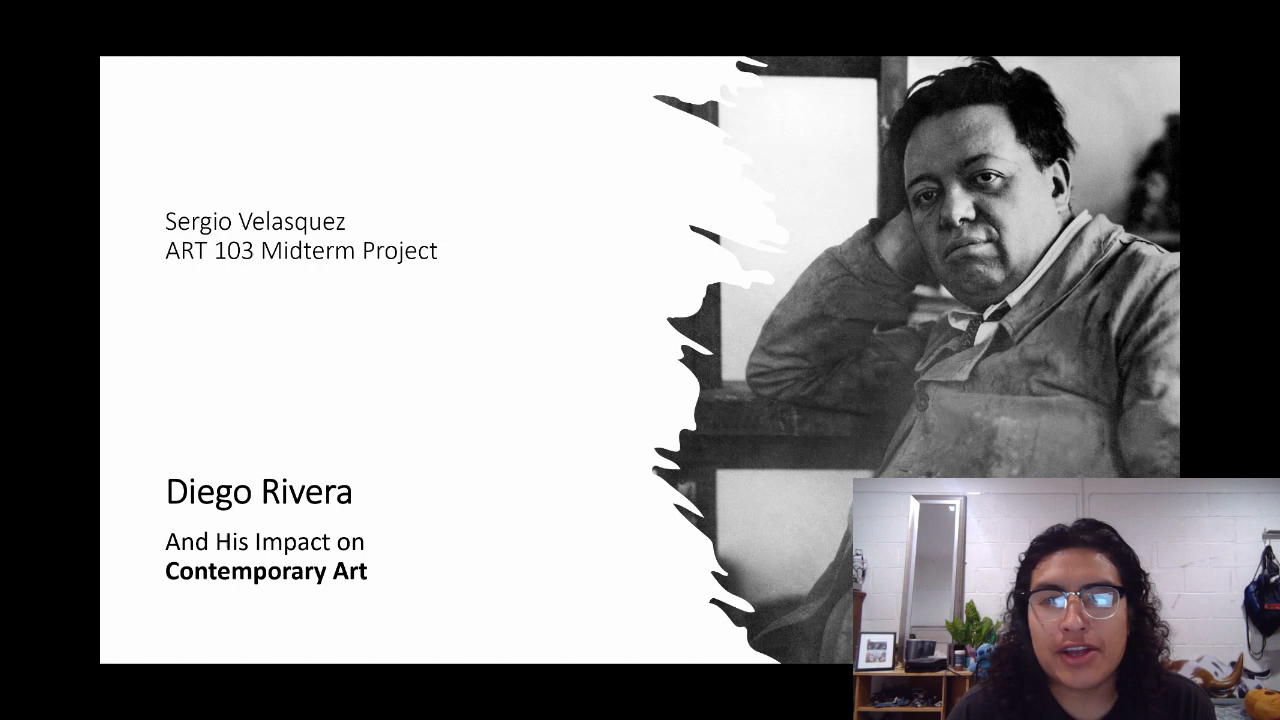 Sergio Velasquez
ART 103 Midterm Project
Diego Rivera
And His Impact on
Contemporary Art